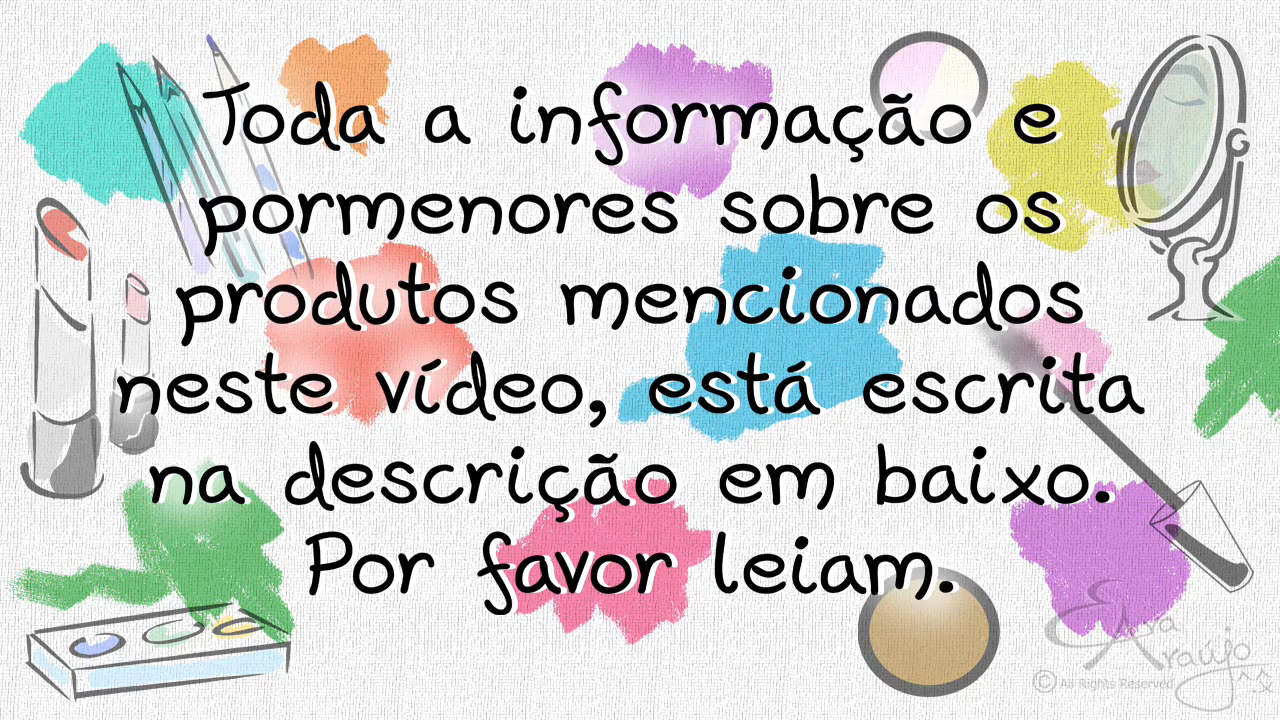 Toda a informação e
pormenores sobre os
produtos mencionados
neste vídeo, está escrita
na descrição em baixo.
Por favor leiam.
Araújo
© All Rights Reserved